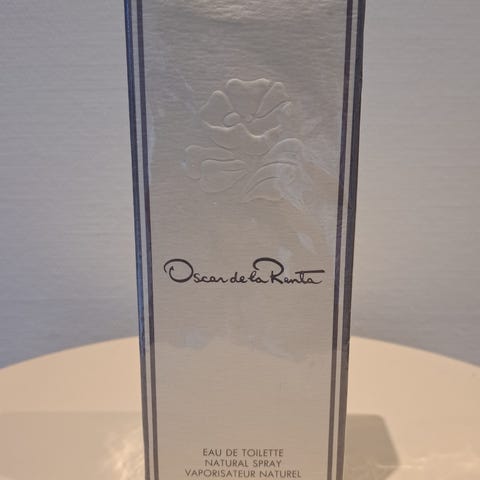 Oscar de la Renta
EAU DE TOILETTE
NATURAL SPRAY
VAPORISATEUR NATUREL